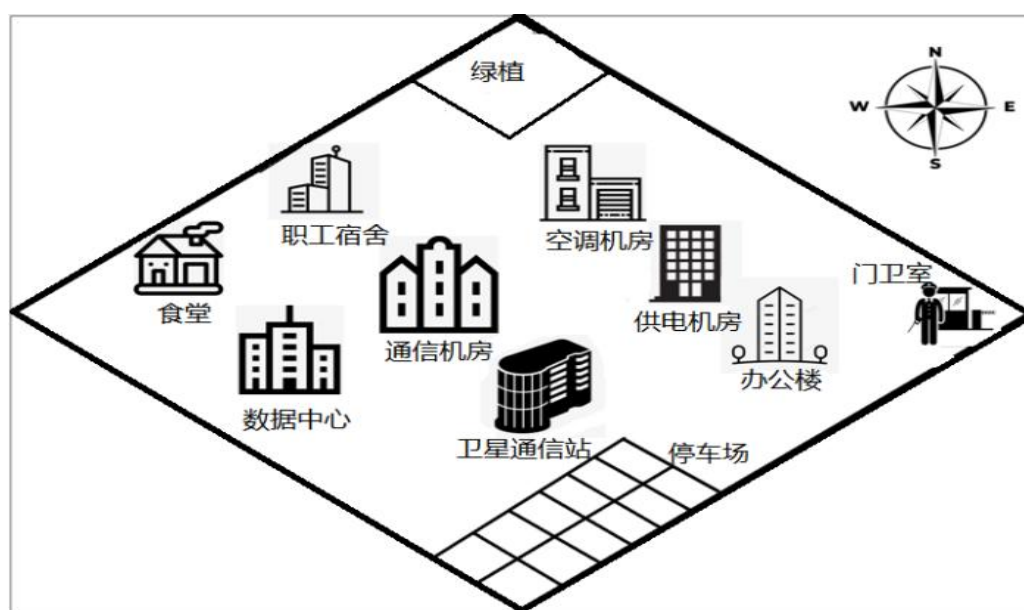 绿植
N
W
E
S
职工宿舍
空调机房
门卫室
食堂
通信机房
供电机房
办公楼
数据中心
卫星通信站
停车场